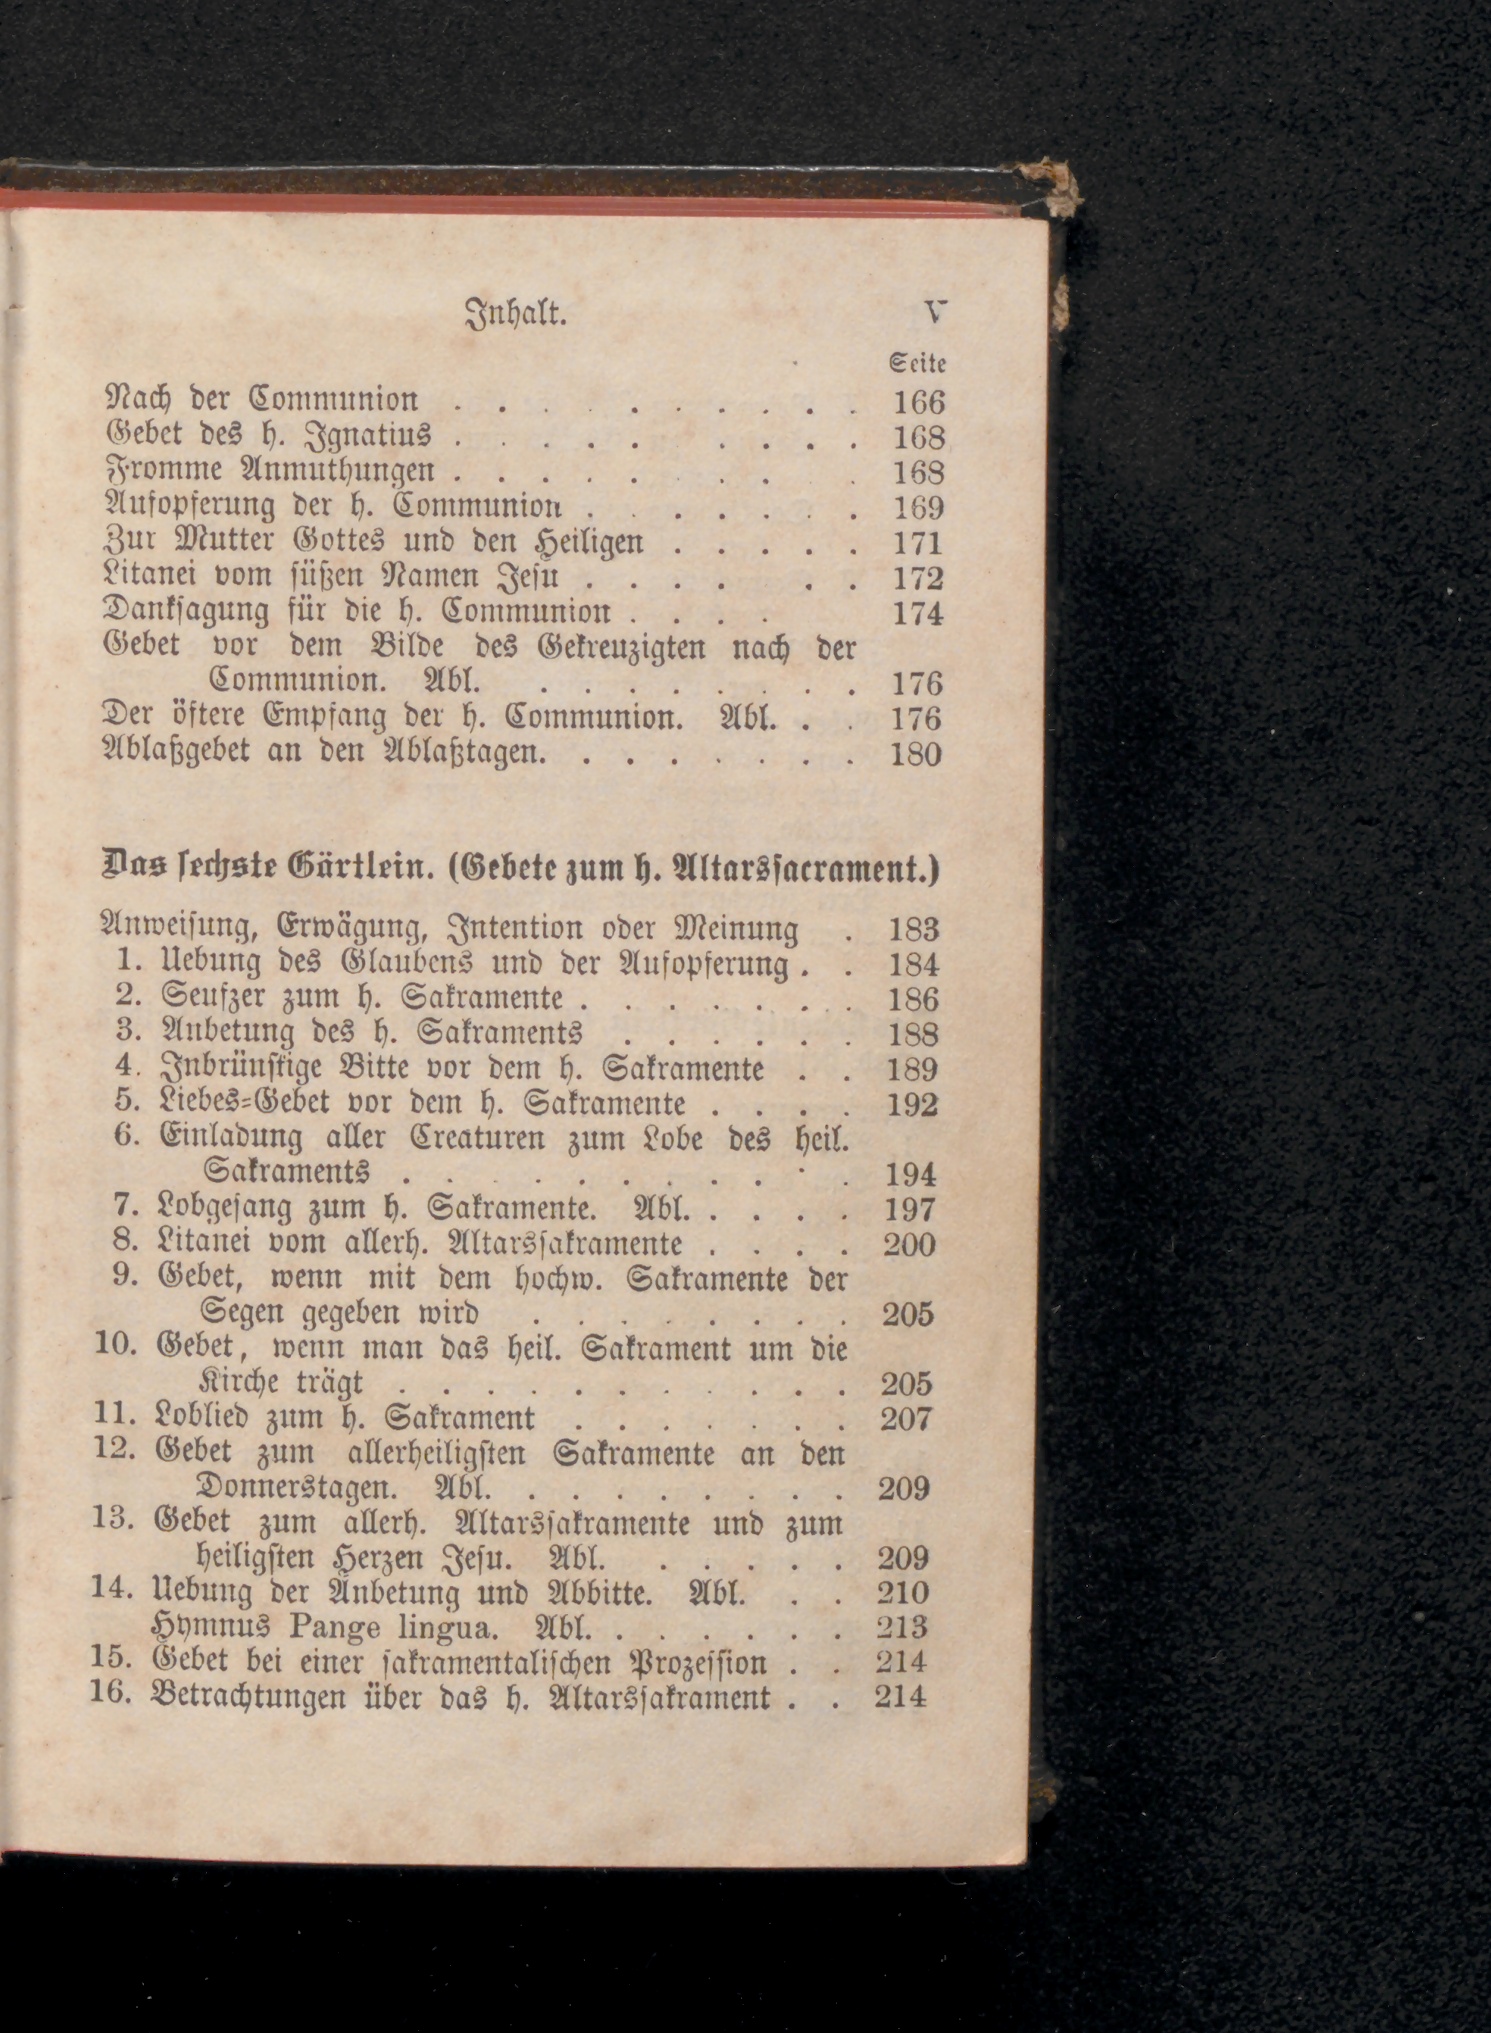 Inhalt. V
Seite
Nach der Communion . . . . . . . . . . 166
Gebet des h. Ignatius . . . . . . . . . 168
Fromme Anmuthungen . . . . . . . . . 168
Aufopferung der h. Communion . . . . . . . 169
Zur Mutter Gottes und den Heiligen . . . . . 171
Litanei vom süßen Namen Jesu . . . . . . 172
Danksagung für die h. Communion . . . . 174
Gebet vor dem Bilde des Gekreuzigten nach der
Communion. Abl. . . . . . . . . 176
Der öftere Empfang der h. Communion. Abl. . . 176
Ablaßgebet an den Ablaßtagen. . . . . . . . 180
Das sechste Gärtlein. (Gebete zum h. Altarssacrament.)
Anweisung, Erwägung, Intention oder Meinung . 183
1. Uebung des Glaubens und der Aufopferung . . 184
2. Seufzer zum h. Sakramente . . . . . . . 186
3. Anbetung des h. Sakraments . . . . . . 188
4. Inbrünstige Bitte vor dem h. Sakramente . . 189
5. Liebes-Gebet vor dem h. Sakramente . . . . 192
6. Einladung aller Creaturen zum Lobe des heil.
Sakraments . . . . . . . . . . . 194
7. Lobgesang zum h. Sakramente. Abl. . . . . 197
8. Litanei vom allerh. Altarssakramente . . . . 200
9. Gebet, wenn mit dem hochw. Sakramente der
Segen gegeben wird . . . . . . . . 205
10. Gebet, wenn man das heil. Sakrament um die
Kirche trägt . . . . . . . . . . . 205
11. Loblied zum h. Sakrament . . . . . . . 207
12. Gebet zum allerheiligsten Sakramente an den
Donnerstagen. Abl. . . . . . . . . 209
13. Gebet zum allerh. Altarssakramente und zum
heiligsten Herzen Jesu. Abl. . . . . . 209
14. Uebung der Anbetung und Abbitte. Abl. . . 210
Hymnus Pange lingua. Abl. . . . . . . 213
15. Gebet bei einer sakramentalischen Prozession . . 214
16. Betrachtungen über das h. Altarssakrament . . 214